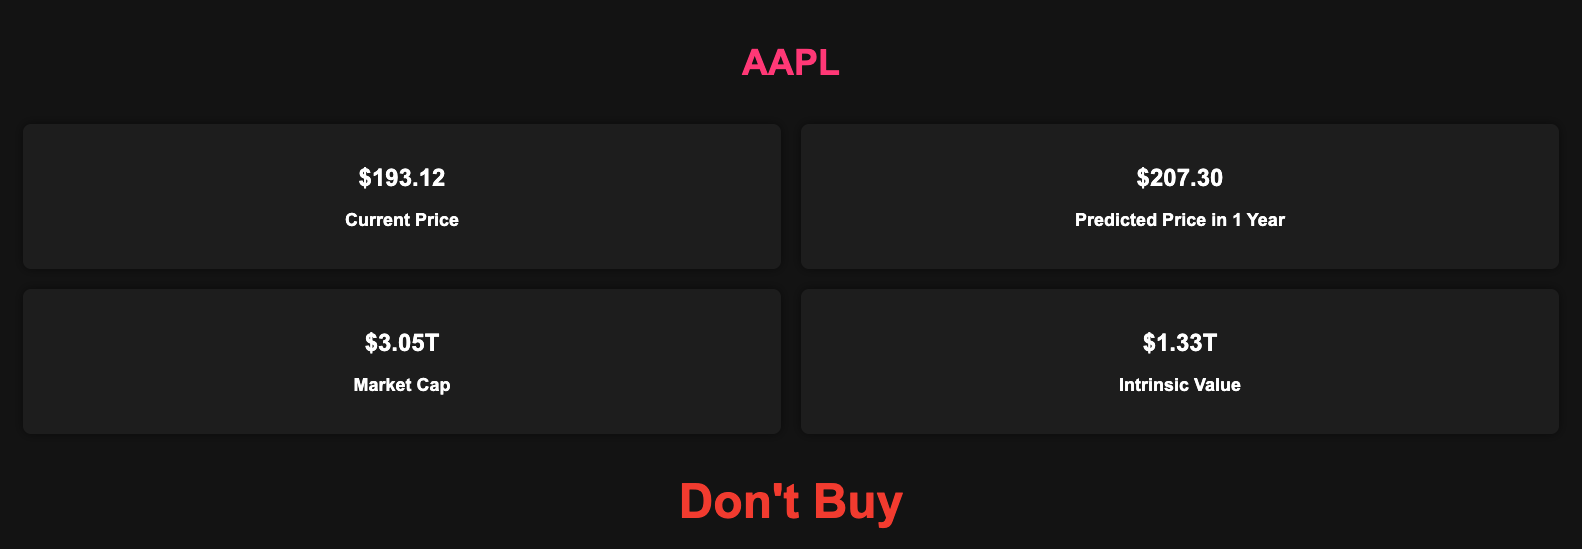 AAPL
$193.12
Current Price
$207.30
Predicted Price in 1 Year
$3.05T
Market Cap
$1.33T
Intrinsic Value
Don't Buy